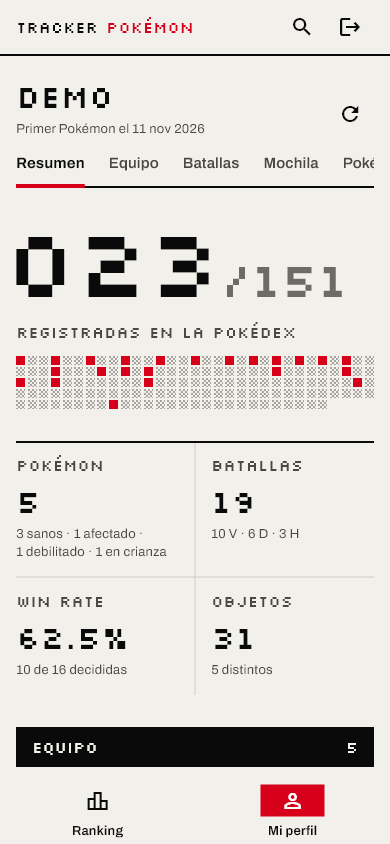 TRACKER POKÉMON
DEMO
Primer Pokémon el 11 nov 2026
Resumen Equipo Batallas Mochila Poké
023/151
REGISTRADAS EN LA POKÉDEX
POKÉMON
5
3 sanos · 1 afectado ·
1 debilitado · 1 en crianza
BATALLAS
19
10 V · 6 D · 3 H
WIN RATE
62.5%
10 de 16 decididas
OBJETOS
31
5 distintos
EQUIPO 5
Ranking Mi perfil